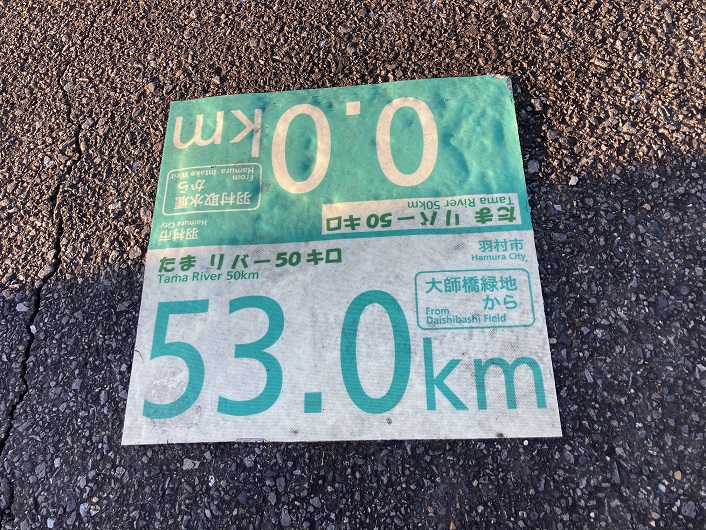 たまリバー50キロ
Tama River 50km
羽村市
Hamura City
大師橋緑地
から
From
Daishibashi Field
53.0km
たまリバー50キロ
Tama River 50km
羽村市
Hamura City
羽村取水堰
から
From
Hamura Intake Weir
0.0km